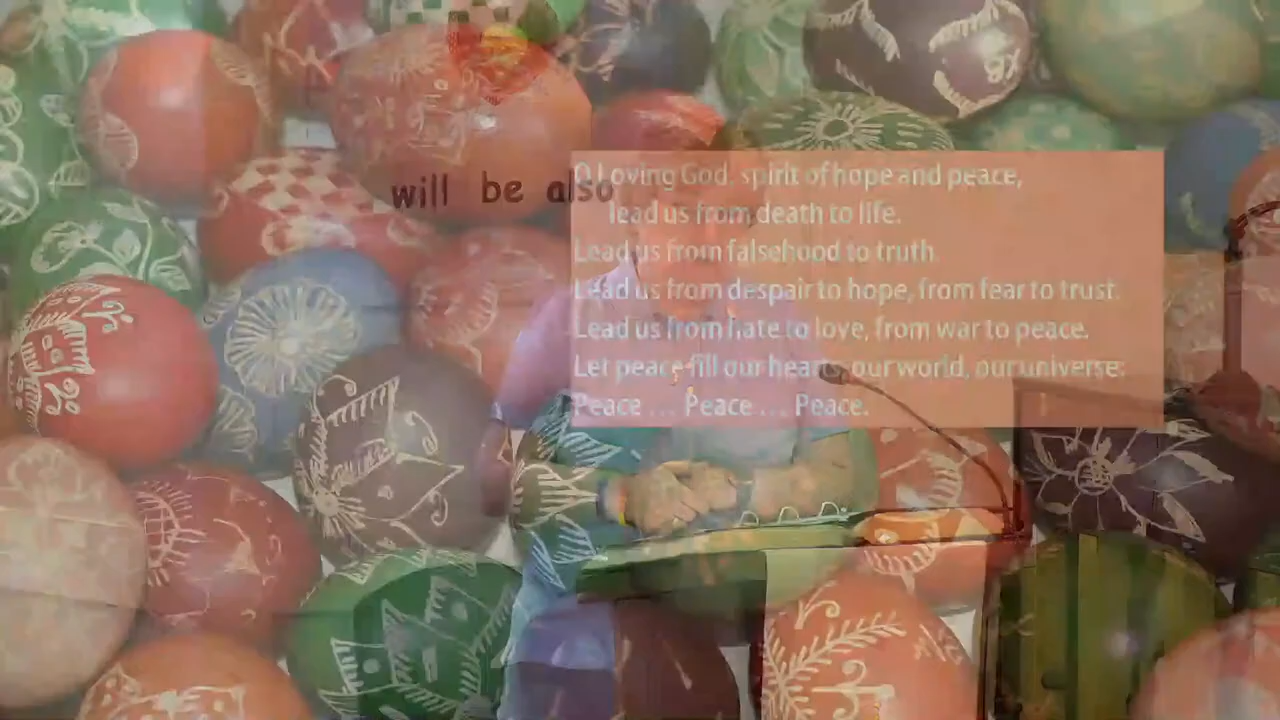 will be also
O Loving God, spirit of hope and peace,
lead us from death to life.
Lead us from falsehood to truth.
Lead us from despair to hope, from fear to trust.
Lead us from hate to love, from war to peace.
Let peace fill our hearts, our world, our universe:
Peace ... Peace ... Peace.